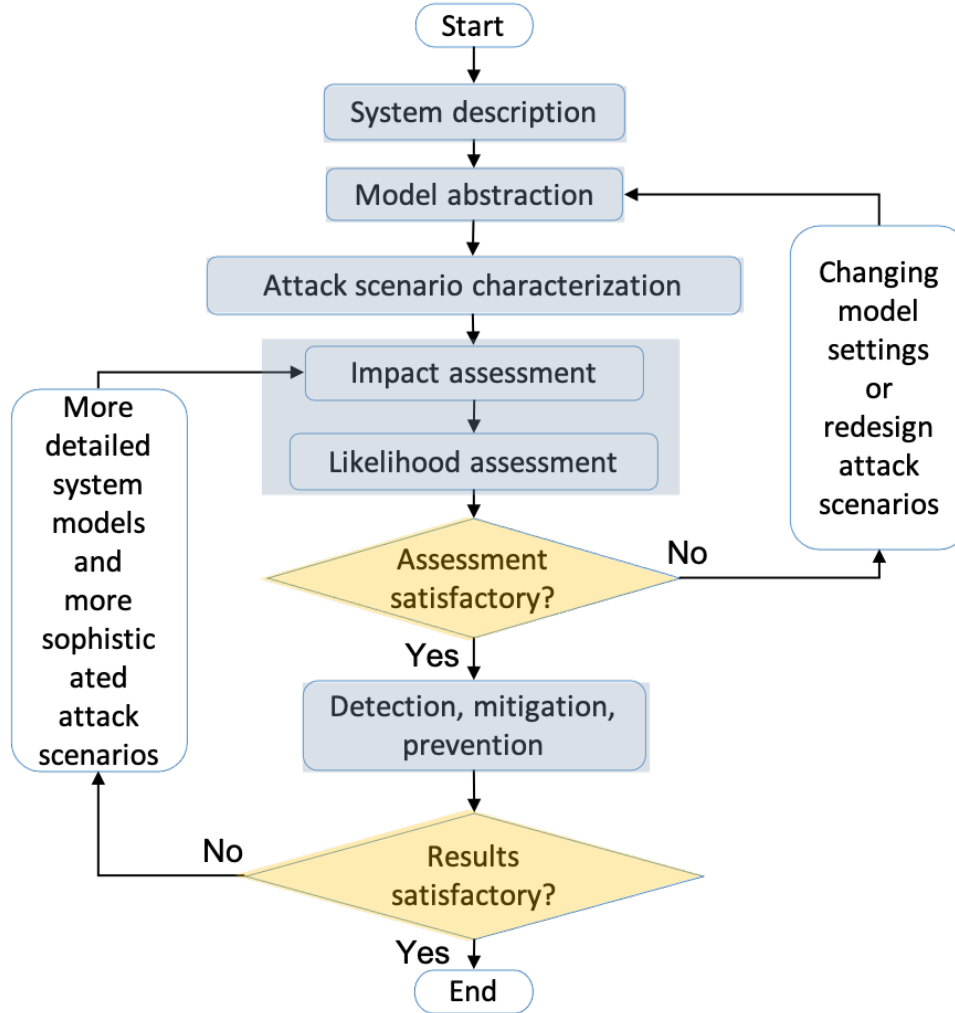 Start
System description
Model abstraction
Attack scenario characterization
Impact assessment
Likelihood assessment
Assessment
satisfactory?
No
Changing
model
settings
or
redesign
attack
scenarios
Yes
Detection, mitigation,
prevention
Results
satisfactory?
No
More
detailed
system
models
and
more
sophistic
ated
attack
scenarios
Yes
End